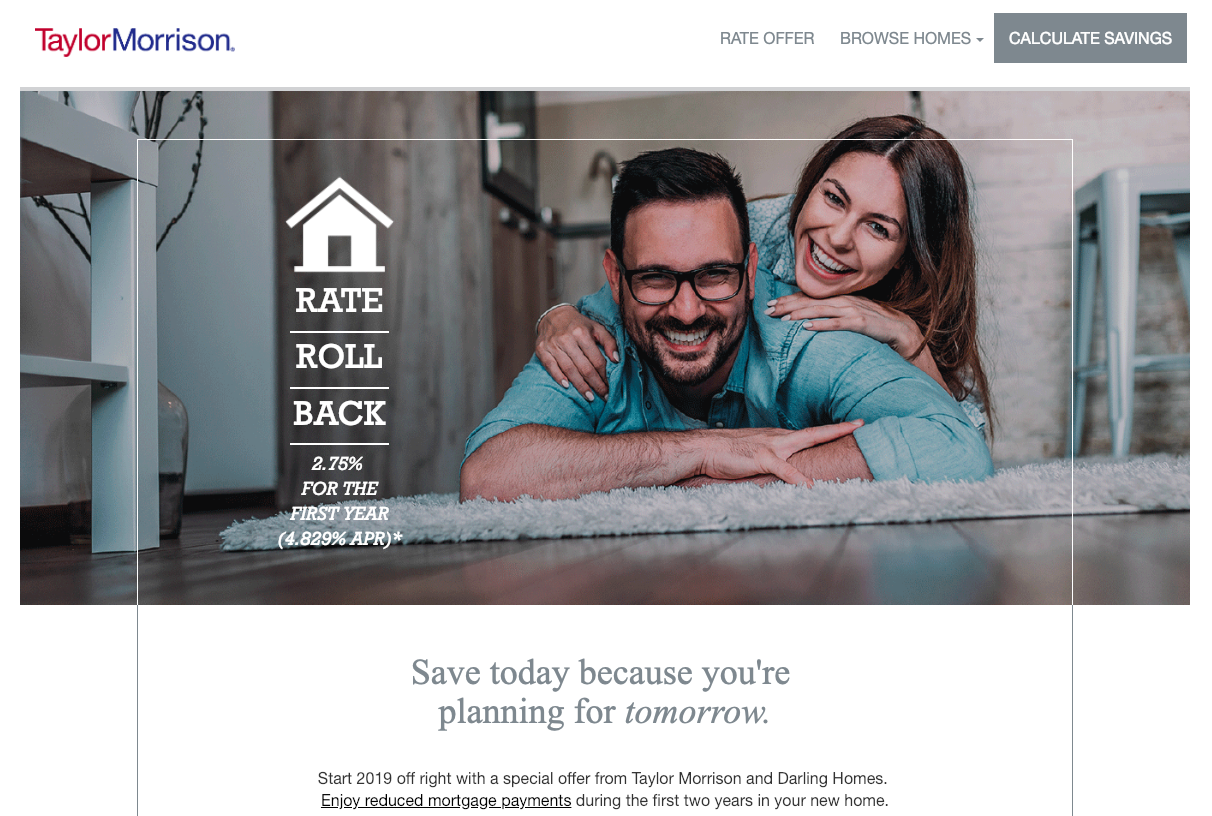 TaylorMorrison.
RATE OFFER
BROWSE HOMES
CALCULATE SAVINGS
RATE
ROLL
BACK
2.75%
FOR THE
FIRST YEAR
(4.829% APR)*
Save today because you're
planning for tomorrow.
Start 2019 off right with a special offer from Taylor Morrison and Darling Homes.
Enjoy reduced mortgage payments during the first two years in your new home.